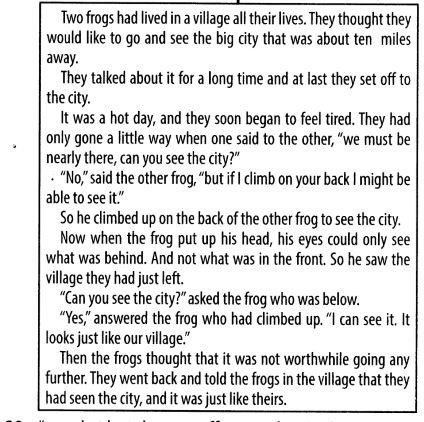 Two frogs had lived in a village all their lives. They thought they
would like to go and see the big city that was about ten miles
away.
They talked about it for a long time and at last they set off to
the city.
It was a hot day, and they soon began to feel tired. They had
only gone a little way when one said to the other, “we must be
nearly there, can you see the city?”
“No,” said the other frog, “but if I climb on your back I might be
able to see it.”
So he climbed up on the back of the other frog to see the city.
Now when the frog put up his head, his eyes could only see
what was behind. And not what was in the front. So he saw the
village they had just left.
“Can you see the city?” asked the frog who was below.
“Yes,” answered the frog who had climbed up. “I can see it. It
looks just like our village.”
Then the frogs thought that it was not worthwhile going any
further. They went back and told the frogs in the village that they
had seen the city, and it was just like theirs.